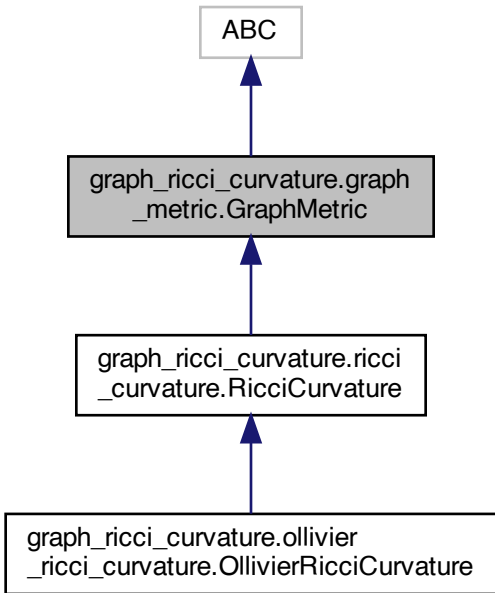 ABC
graph_ricci_curvature.graph
_metric.GraphMetric
graph_ricci_curvature.ricci
_curvature.RicciCurvature
graph_ricci_curvature.ollivier
_ricci_curvature.OllivierRicciCurvature